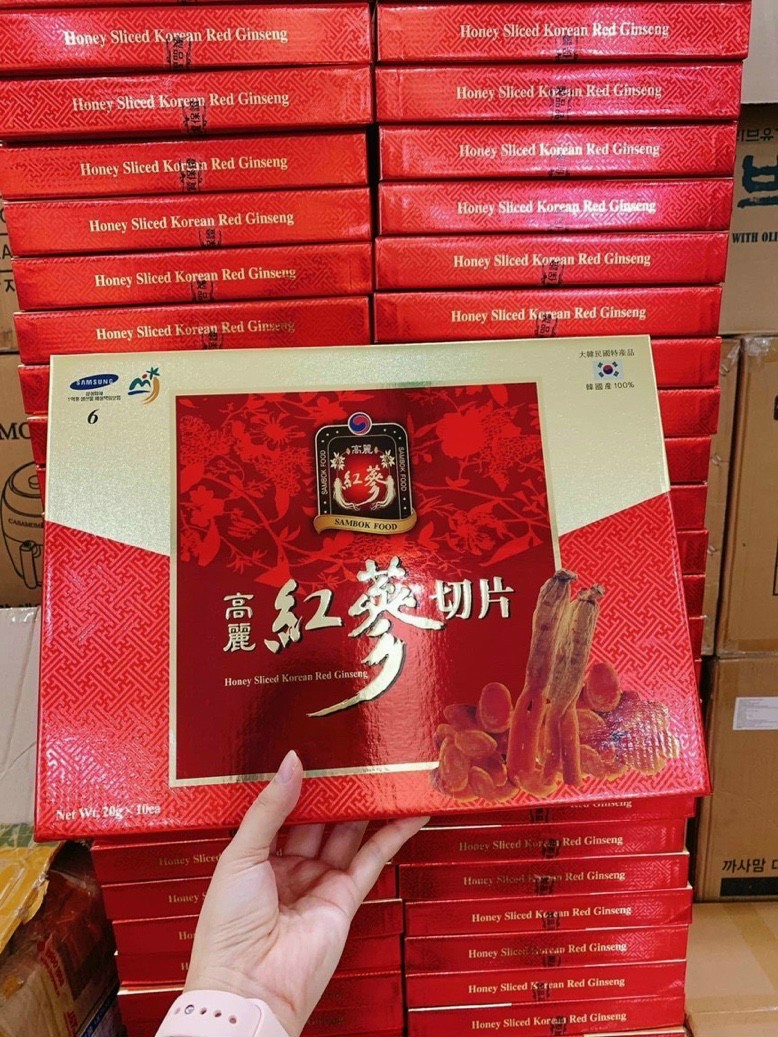 Honey Sliced Korean Red Ginseng
Honey Sliced Korean Red Ginseng
Honey Sliced Korean Red Ginseng
Honey Sliced Korean Red Ginseng
Honey Sliced Korean Red Ginseng
Honey Sliced Korean Red Ginseng
Honey Sliced Korean Red Ginseng
Honey Sliced Korean Red Ginseng
Honey Sliced Korean Red Ginseng
Honey Sliced Korean Red Ginseng
Honey Sliced Korean Red Ginseng
Honey Sliced Korean Red Ginseng
WITH
SAMSUNG
6
大韓民國特産品
韓國産100%
高麗
紅蔘
SAMBOK FOOD
SAMBOK FOOD
SAMBOK FOOD
高麗
紅蔘切片
Honey Sliced Korean Red Ginseng
Net Wt. 20g × 10ea
Honey Sliced Korean Red Ginseng
Honey Sliced Korean Red Ginseng
Honey Sliced Korean Red Ginseng
Honey Sliced Korean Red Ginseng
Honey Sliced Korean Red Ginseng
Honey Sliced Korean Red Ginseng
까사맘